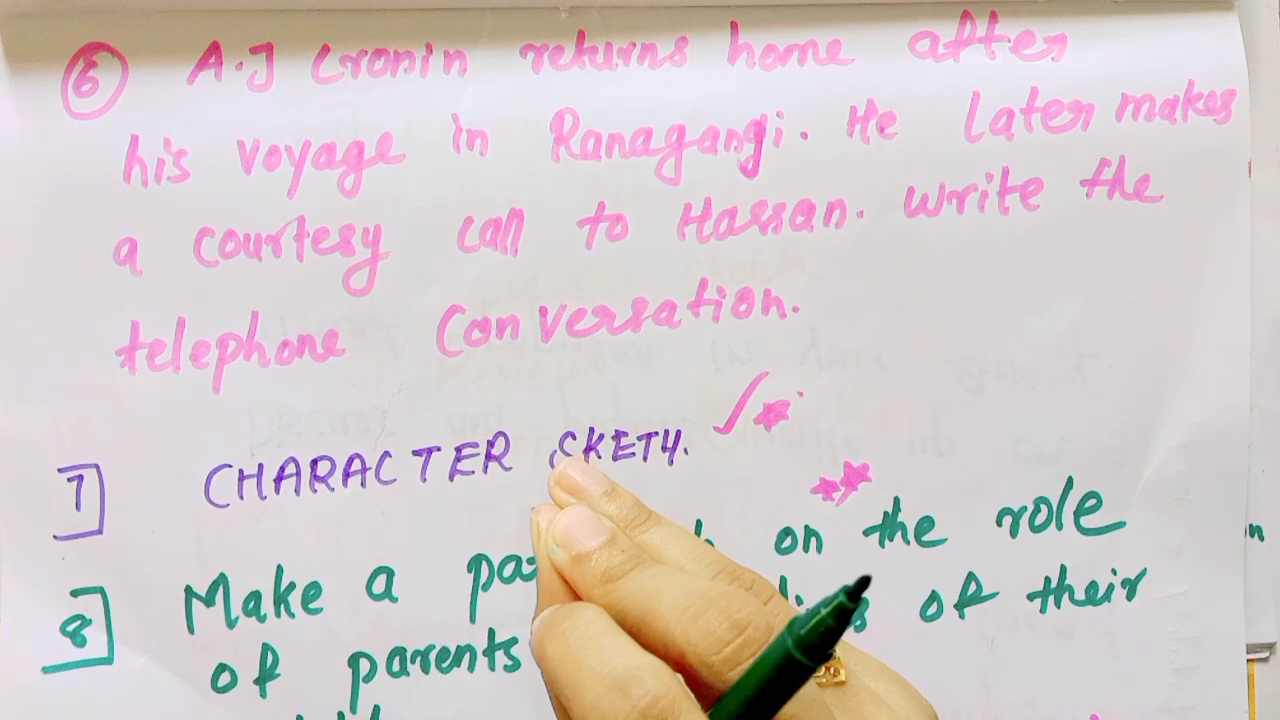 6 A.J Cronin returns home after
his voyage in Ranagangi. He later makes
a courtesy call to Hassan. Write the
telephone Conversation.
7 CHARACTER SKETH.
8 Make a on the role
of parents of their